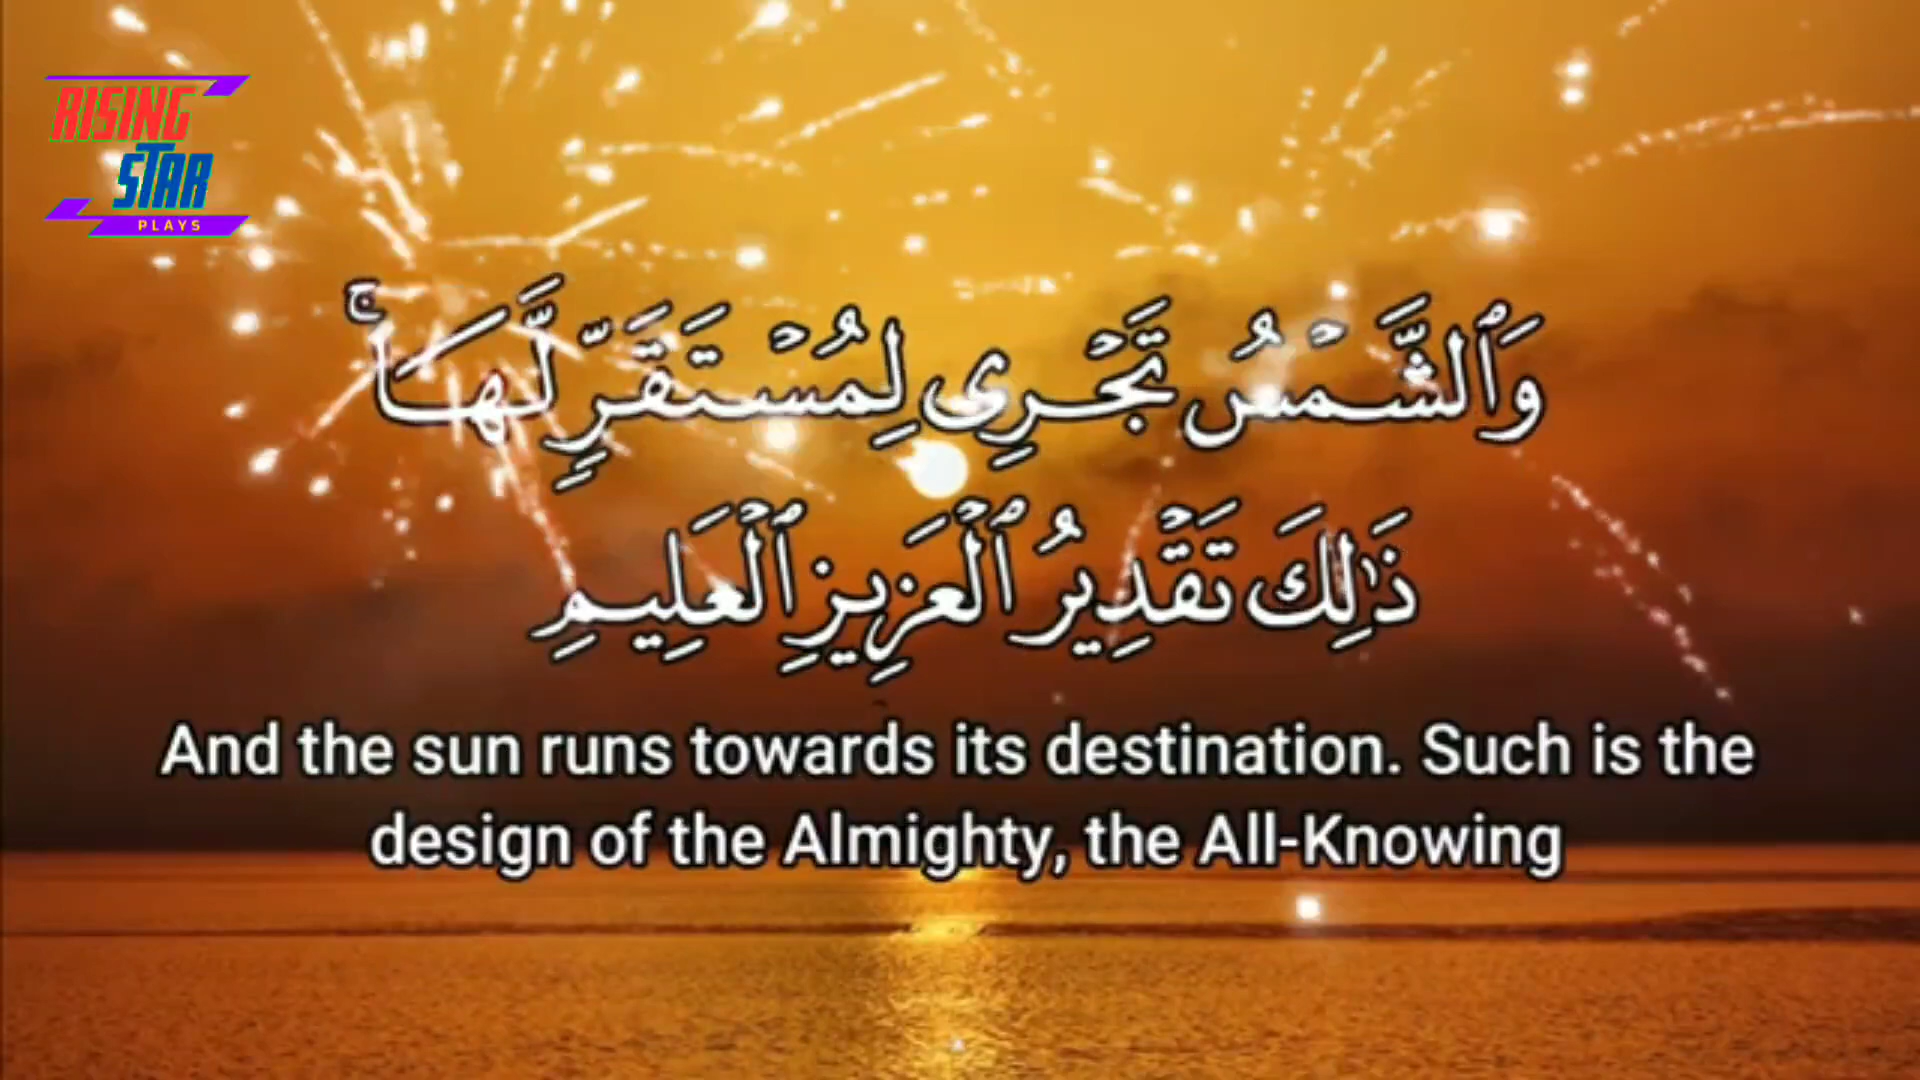 RISING
STAR
PLAYS
وَٱلشَّمْسُ تَجْرِى لِمُسْتَقَرٍّ لَّهَا ۚ
ذَٰلِكَ تَقْدِيرُ ٱلْعَزِيزِ ٱلْعَلِيمِ
And the sun runs towards its destination. Such is the
design of the Almighty, the All-Knowing